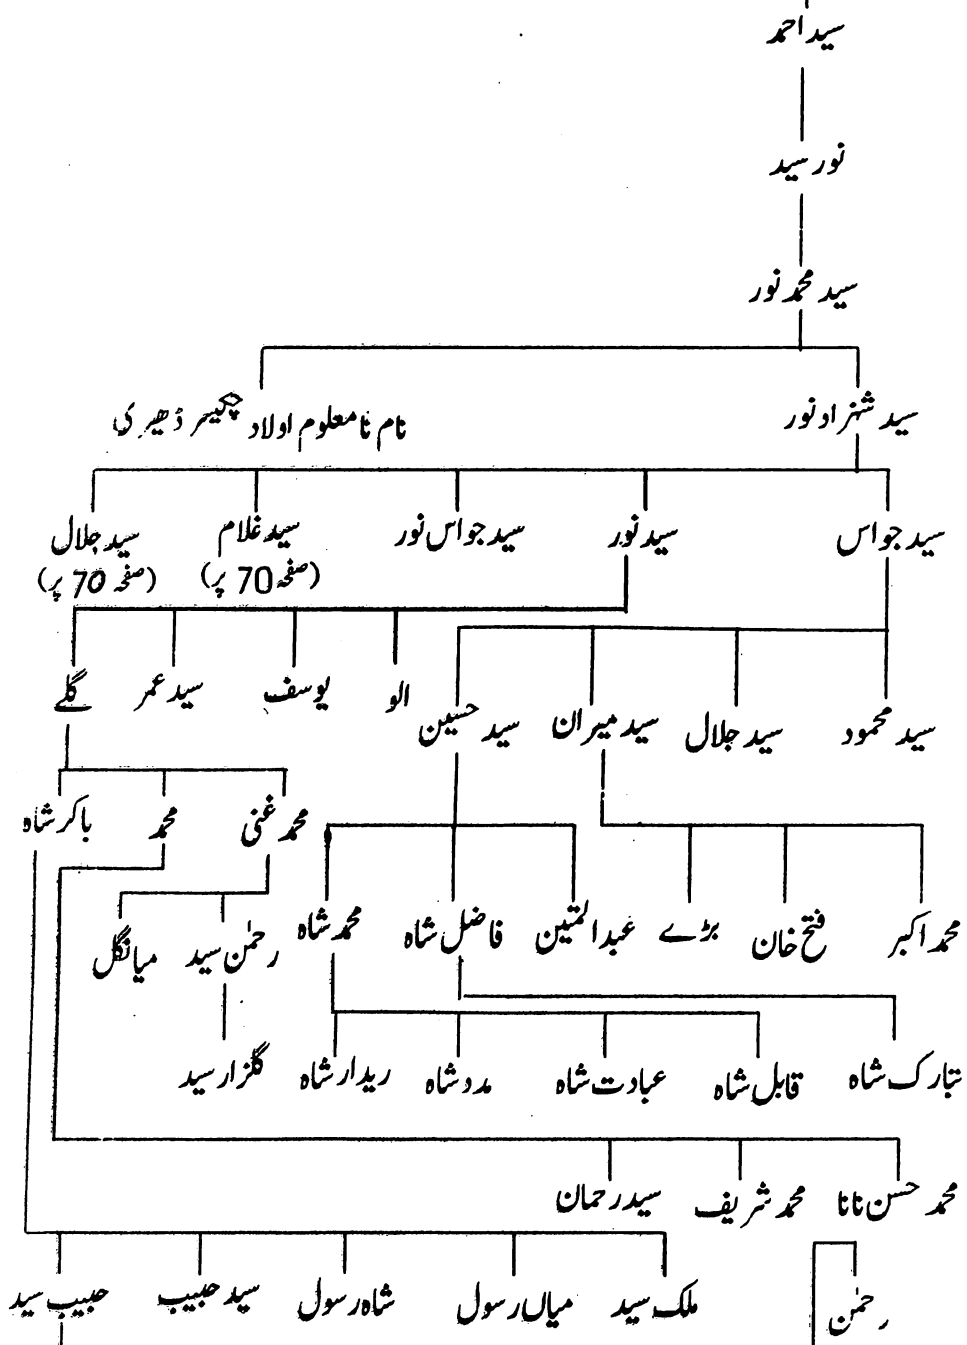 سید احمد
نور سید
سید محمد نور
سید شہزاد نور
نام نا معلوم اولاد چکیسر ڈھیری
سید جواس
سید نور
سید جواس نور
سید غلام
(صفحہ 70 پر)
سید جلال
(صفحہ 70 پر)
الو
یوسف
سید عمر
گلے
سید محمود
سید جلال
سید میران
سید حسین
محمد غنی
محمد
باکر شاہ
محمد اکبر
فتح خان
بڑے
عبدالمتین
فاضل شاہ
محمد شاہ
رحمٰن سید
میانگل
تبارک شاہ
قابل شاہ
عبادت شاہ
مدد شاہ
ریدار شاہ
گلزار سید
محمد حسن نانا
محمد شریف
سید رحمان
رحمٰن
ملک سید
میاں رسول
شاہ رسول
سید حبیب
حبیب سید